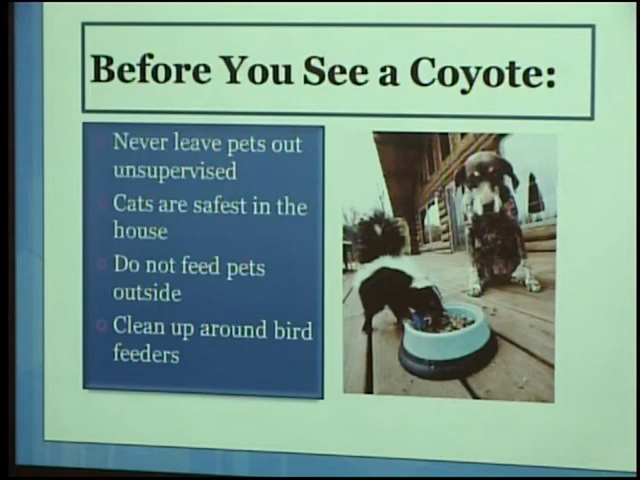 Before You See a Coyote:
Never leave pets out
unsupervised
Cats are safest in the
house
Do not feed pets
outside
Clean up around bird
feeders